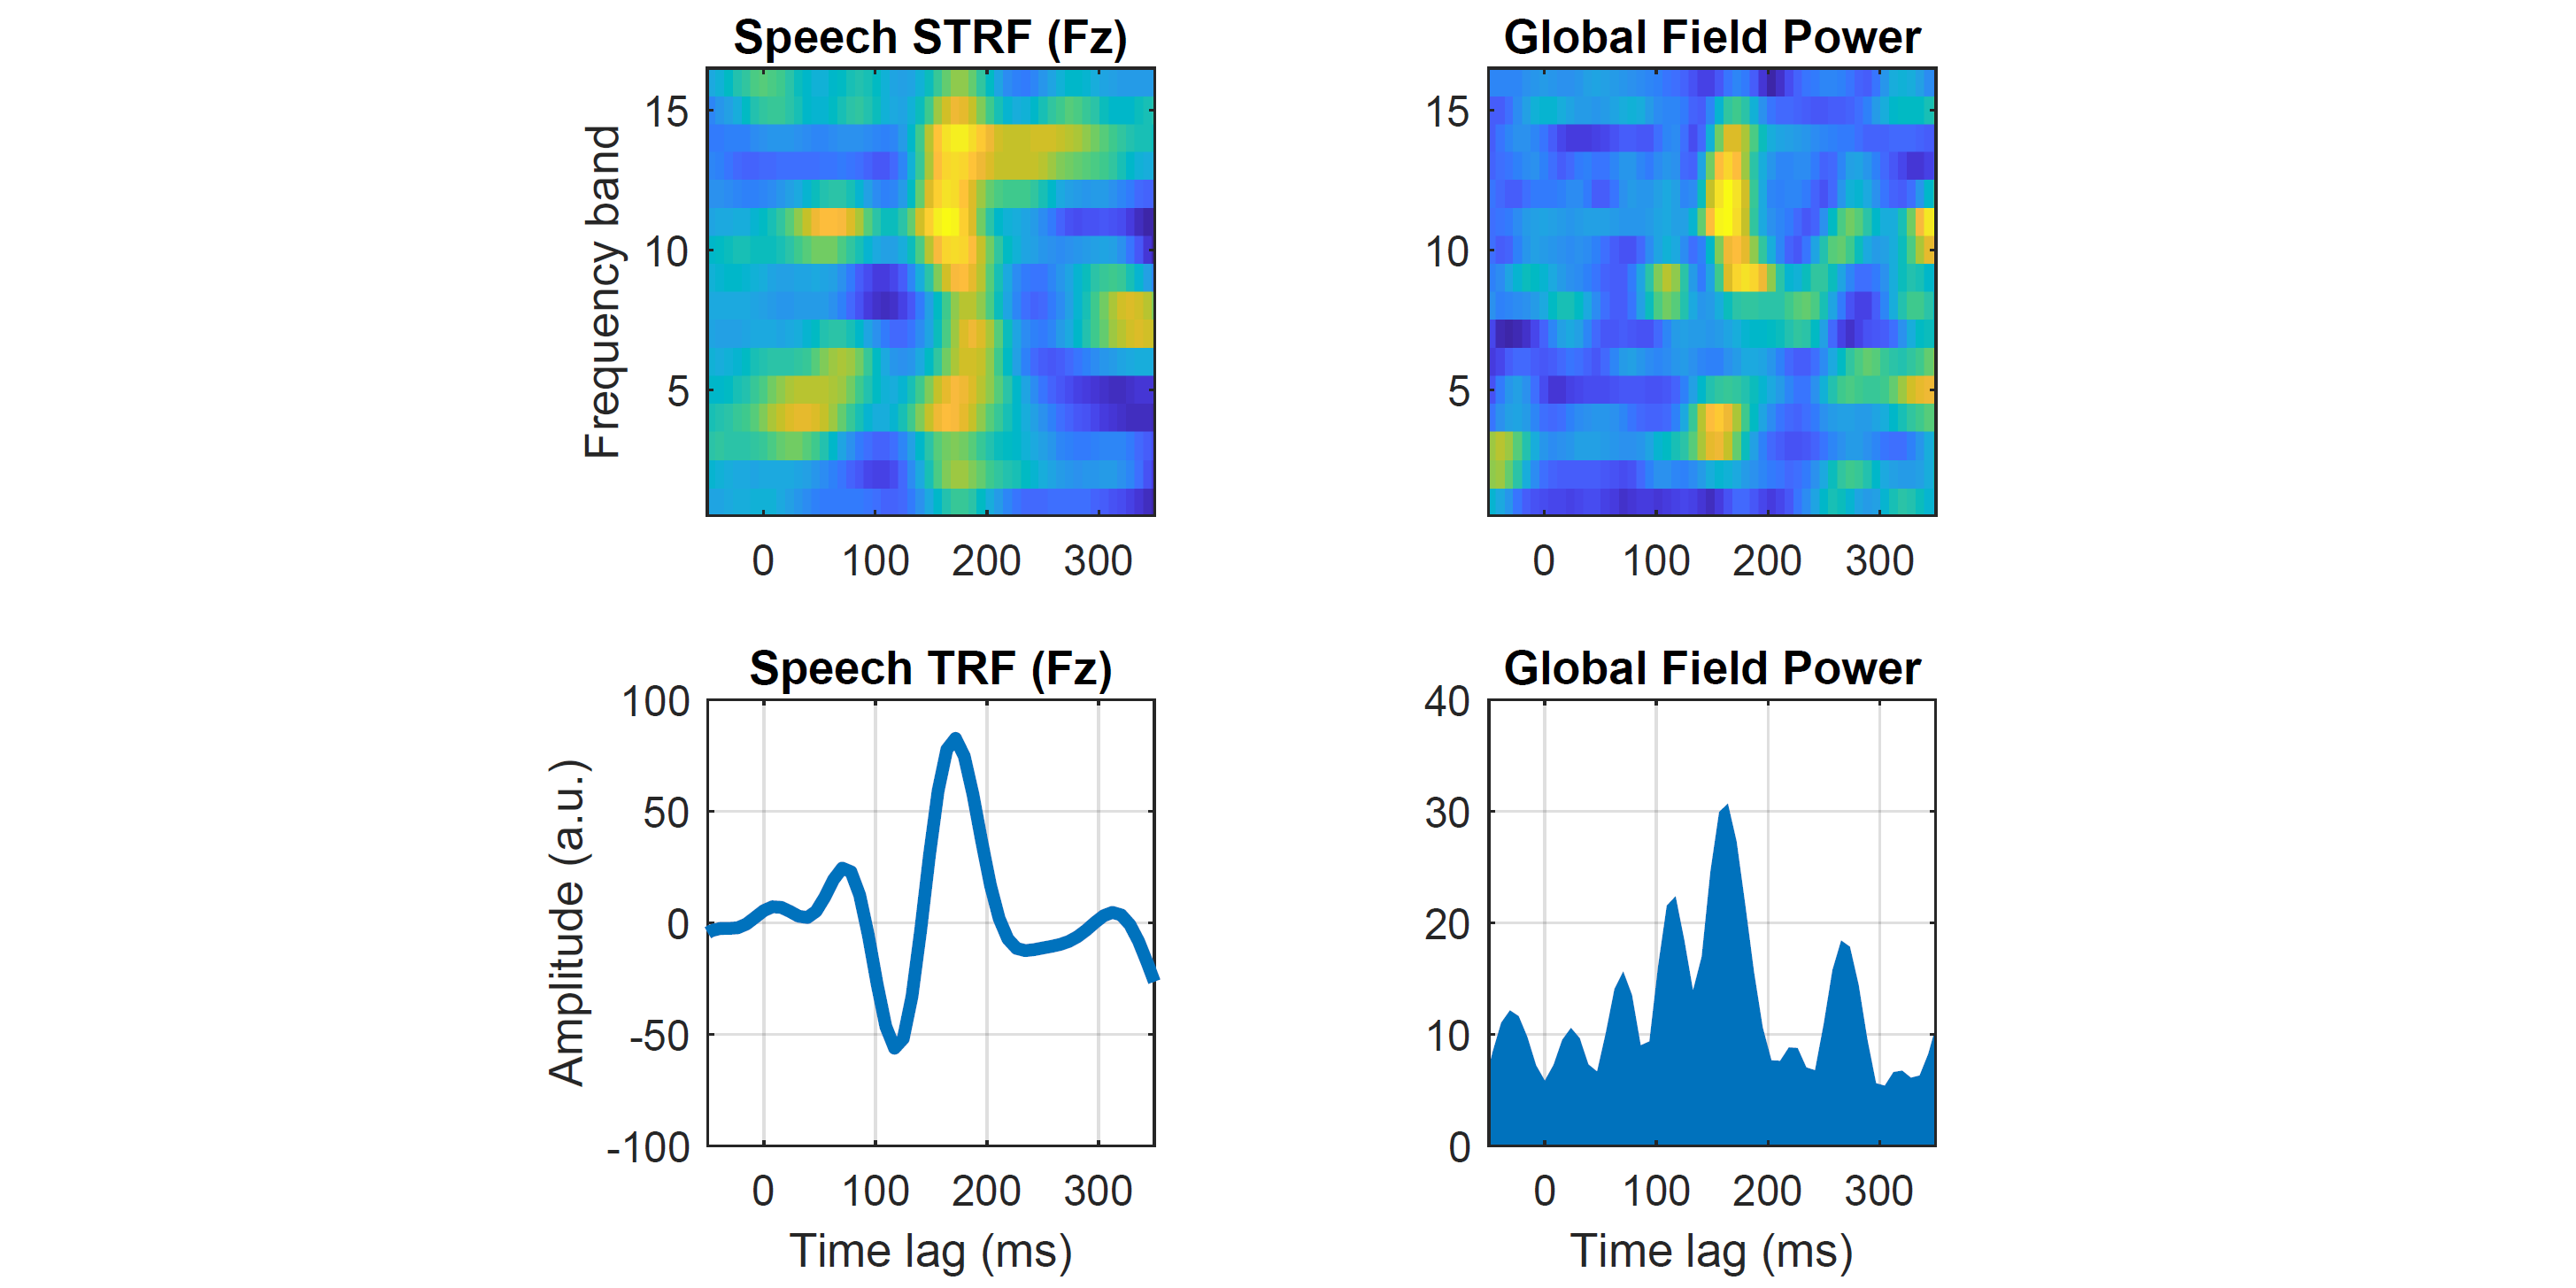 Speech STRF (Fz)
Frequency band
15
10
5
0 100 200 300
Global Field Power
15
10
5
0 100 200 300
Speech TRF (Fz)
Amplitude (a.u.)
100
50
0
-50
-100
0 100 200 300
Time lag (ms)
Global Field Power
40
30
20
10
0
0 100 200 300
Time lag (ms)